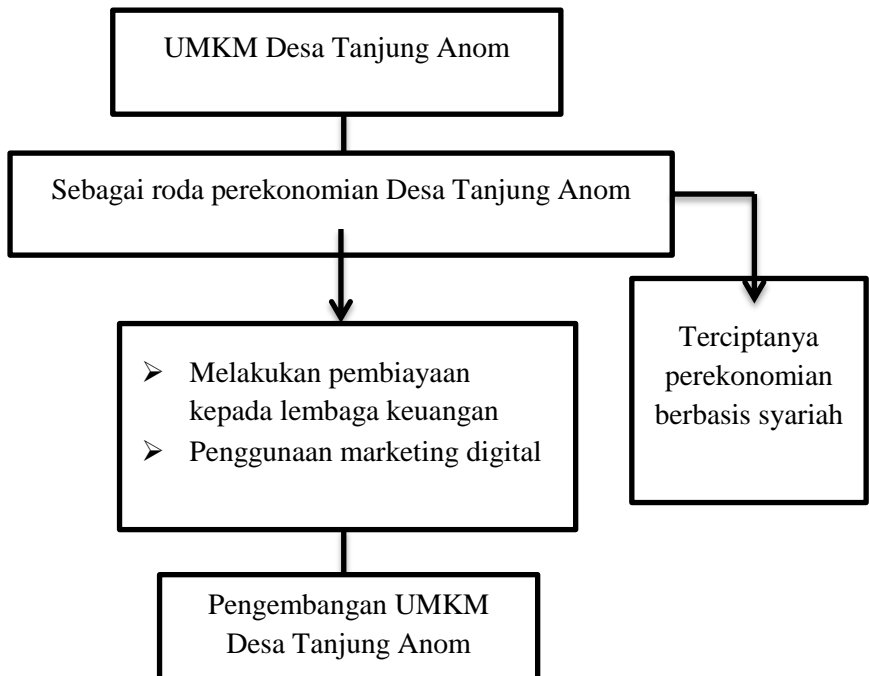 UMKM Desa Tanjung Anom
Sebagai roda perekonomian Desa Tanjung Anom
➢ Melakukan pembiayaan
kepada lembaga keuangan
➢ Penggunaan marketing digital
Terciptanya
perekonomian
berbasis syariah
Pengembangan UMKM
Desa Tanjung Anom